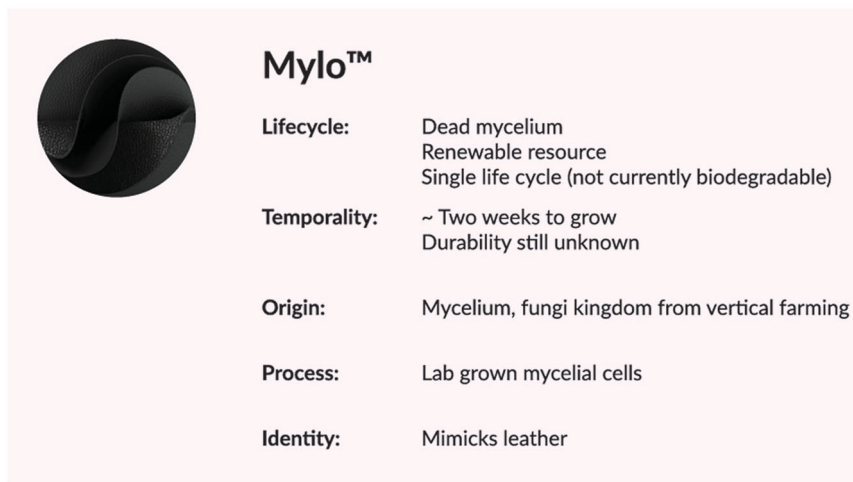 Mylo™
Lifecycle: Dead mycelium
Renewable resource
Single life cycle (not currently biodegradable)
Temporality: ~ Two weeks to grow
Durability still unknown
Origin: Mycelium, fungi kingdom from vertical farming
Process: Lab grown mycelial cells
Identity: Mimicks leather